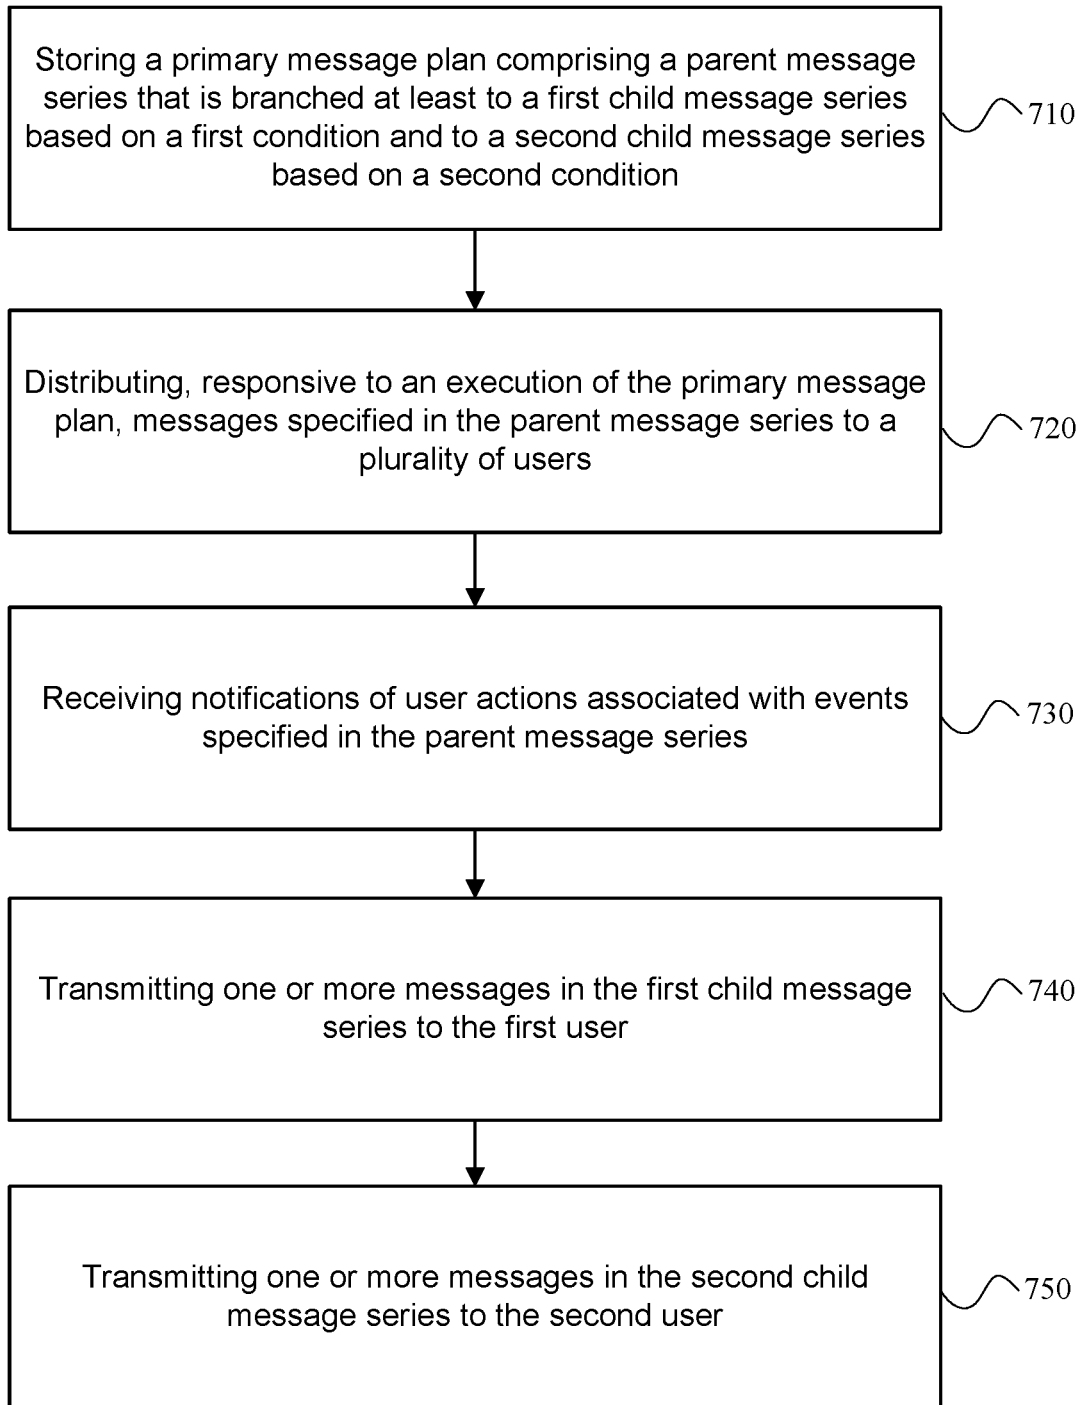 Storing a primary message plan comprising a parent message
series that is branched at least to a first child message series
based on a first condition and to a second child message series
based on a second condition
710
Distributing, responsive to an execution of the primary message
plan, messages specified in the parent message series to a
plurality of users
720
Receiving notifications of user actions associated with events
specified in the parent message series
730
Transmitting one or more messages in the first child message
series to the first user
740
Transmitting one or more messages in the second child
message series to the second user
750